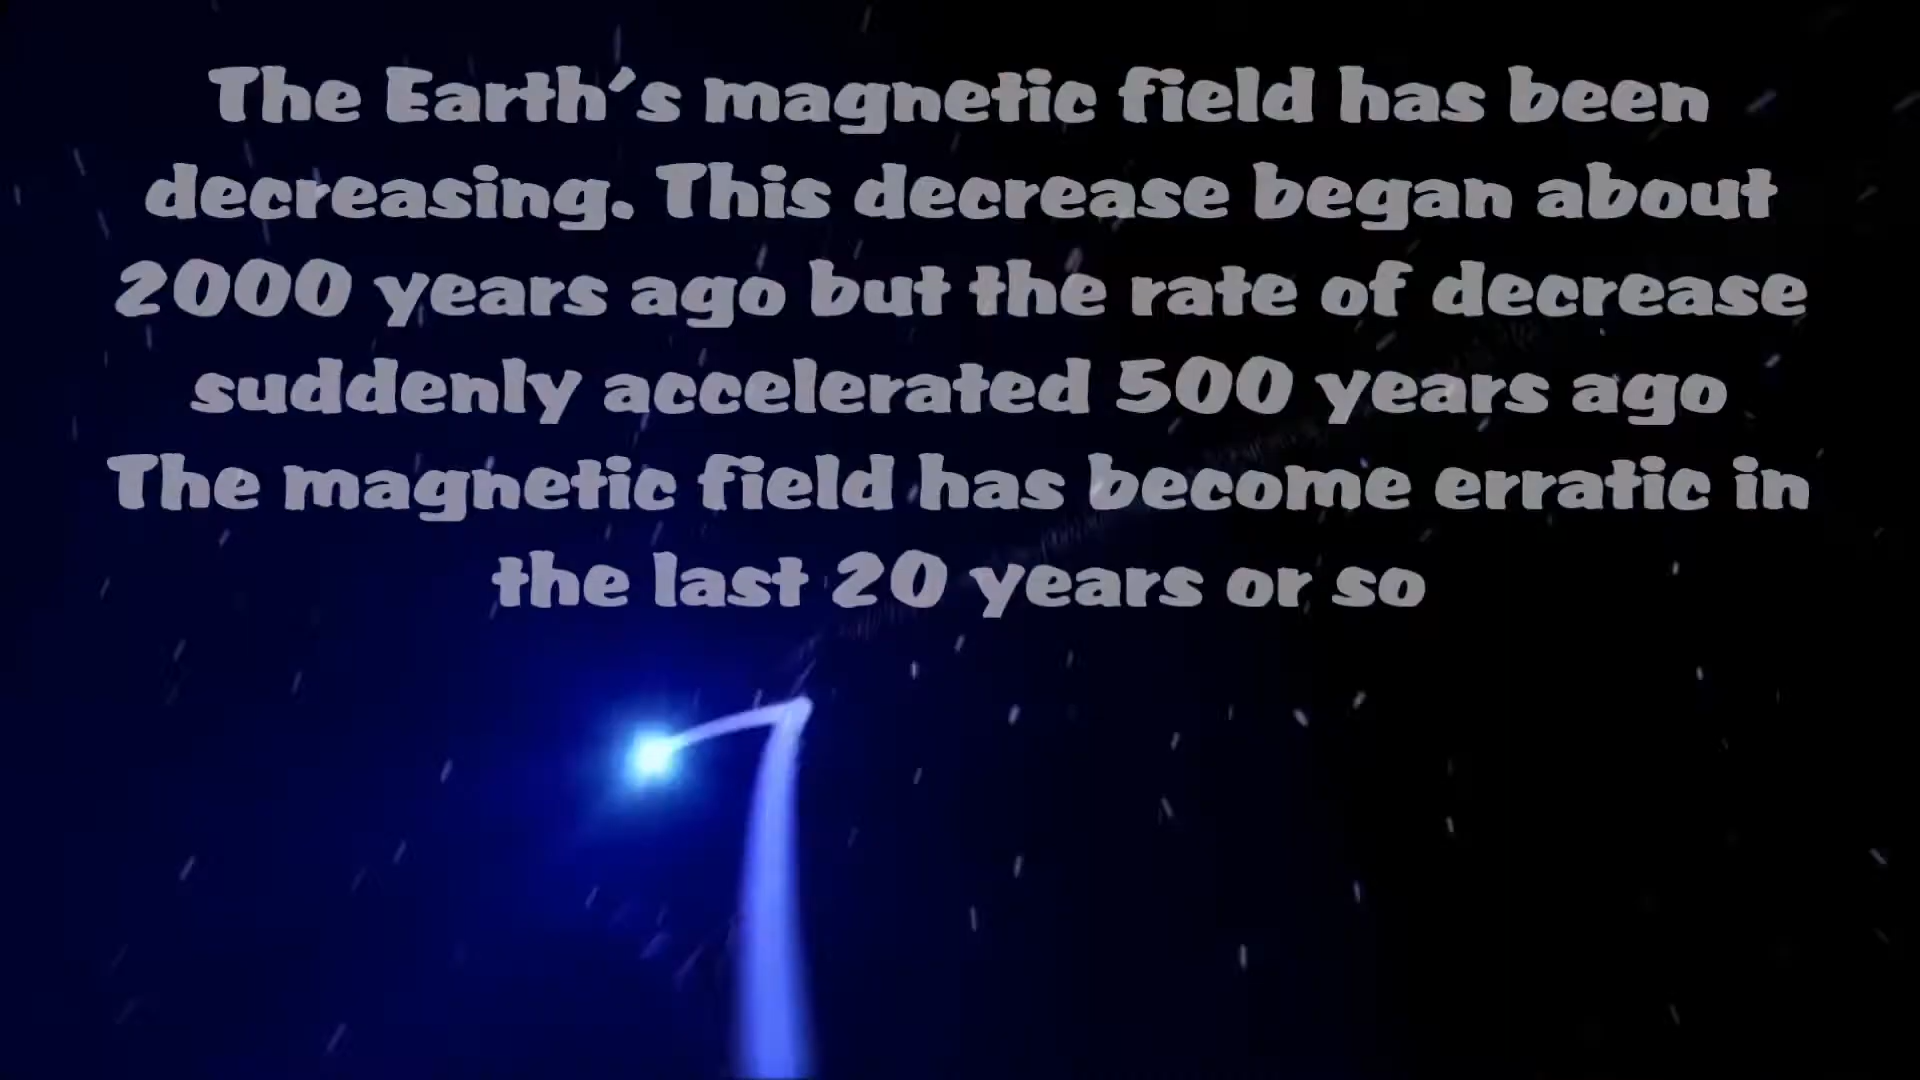 The Earth's magnetic field has been
decreasing. This decrease began about
2000 years ago but the rate of decrease
suddenly accelerated 500 years ago
The magnetic field has become erratic in
the last 20 years or so